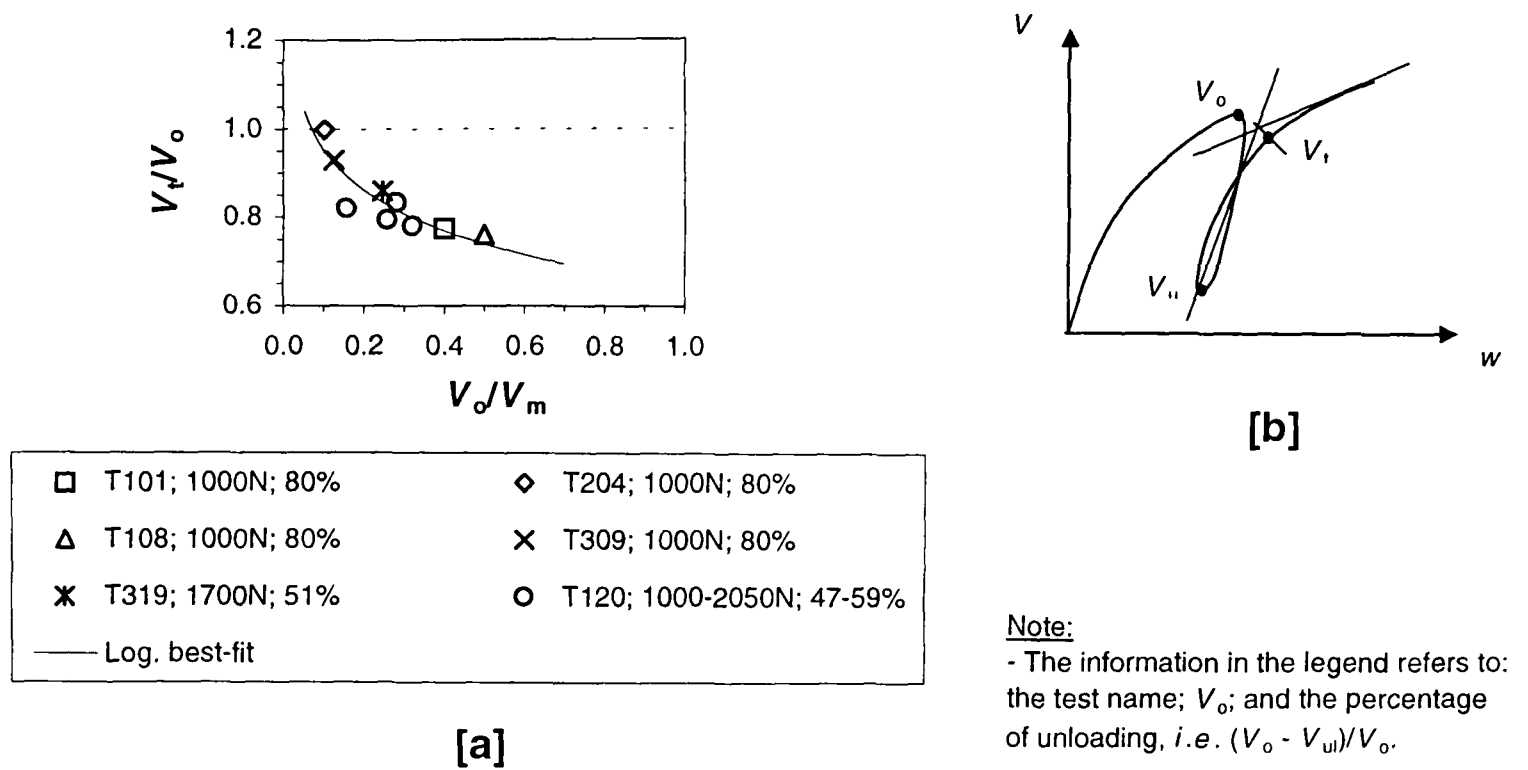 1.2
1.0
0.8
0.6
Vt/Vo
0.0 0.2 0.4 0.6 0.8 1.0
Vo/Vm
T101; 1000N; 80%
T204; 1000N; 80%
T108; 1000N; 80%
T309; 1000N; 80%
T319; 1700N; 51%
T120; 1000-2050N; 47-59%
Log. best-fit
[a]
V
Vo
Vt
Vul
w
[b]
Note:
- The information in the legend refers to:
the test name; Vo; and the percentage
of unloading, i.e. (Vo - Vul)/Vo.